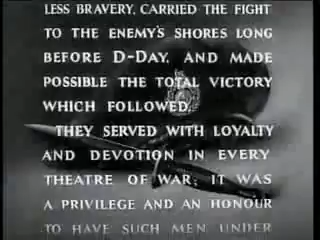 LESS BRAVERY, CARRIED THE FIGHT
TO THE ENEMY'S SHORES LONG
BEFORE D-DAY, AND MADE
POSSIBLE THE TOTAL VICTORY
WHICH FOLLOWED.
THEY SERVED WITH LOYALTY
AND DEVOTION IN EVERY
THEATRE OF WAR; IT WAS
A PRIVILEGE AND AN HONOUR
TO HAVE SUCH MEN UNDER